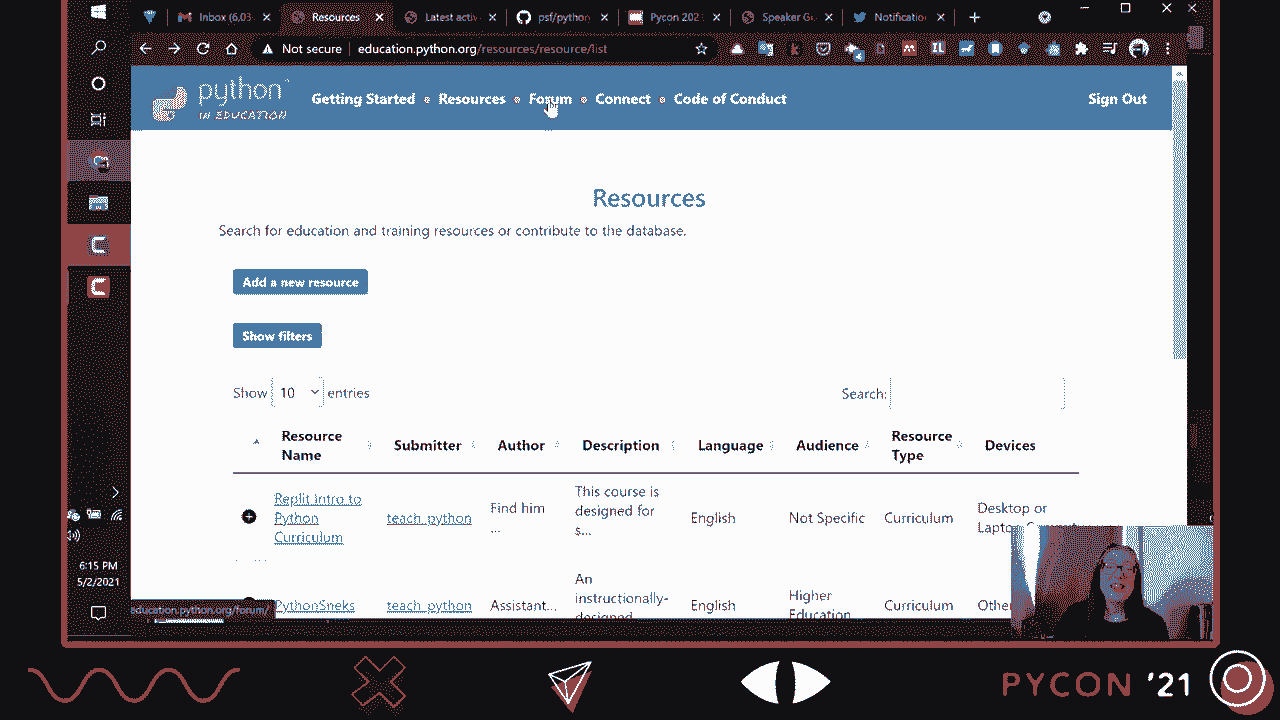 Inbox (6,03
Resources
Latest activ
psf/python
Pycon 202
Speaker G
Notification
Not secure
education.python.org/resources/resource/list
python
IN EDUCATION
Getting Started
Resources
Forum
Connect
Code of Conduct
Sign Out
Resources
Search for education and training resources or contribute to the database.
Add a new resource
Show filters
Show 10 entries
Search:
Resource Name
Submitter
Author
Description
Language
Audience
Resource Type
Devices
Replit Intro to
Python
Curriculum
teach_python
Find him
...
This course is
designed for
s...
English
Not Specific
Curriculum
Desktop or
PythonSneks
teach_python
Assistant...
An
instructionally-
designed
English
Higher
Education
Curriculum
education.python.org/forum/
6:15 PM
5/2/2021
PYCON '21